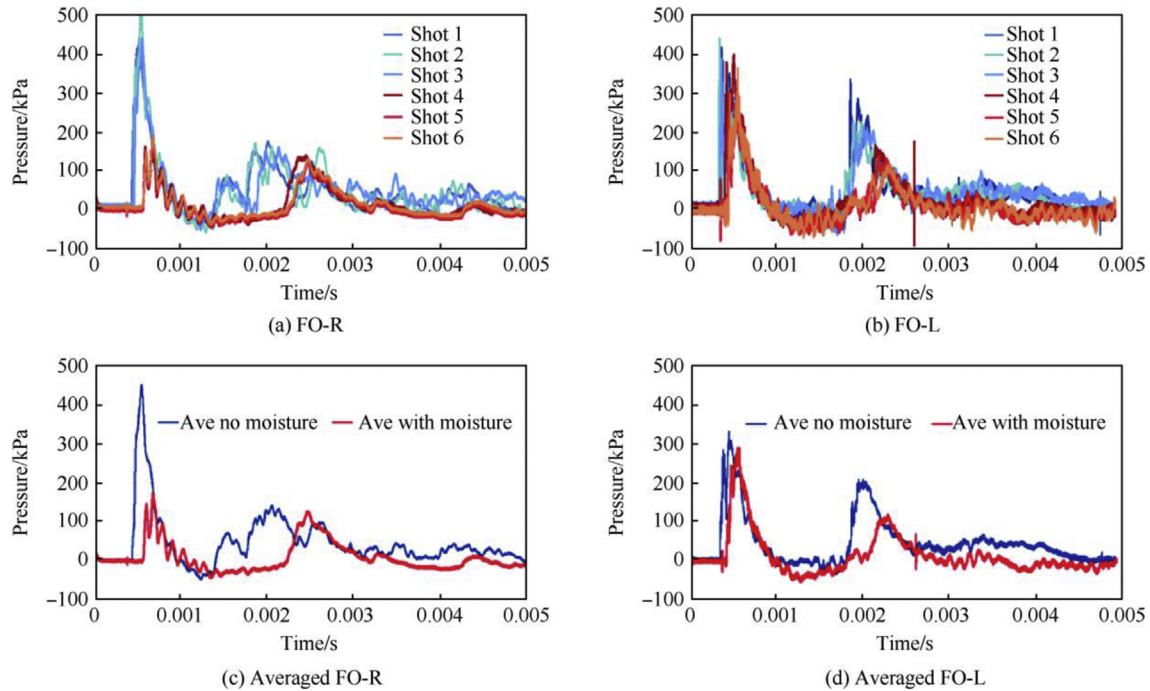 500
400
300
200
100
0
−100
Pressure/kPa
Shot 1
Shot 2
Shot 3
Shot 4
Shot 5
Shot 6
0 0.001 0.002 0.003 0.004 0.005
Time/s
(a) FO-R
500
400
300
200
100
0
−100
Pressure/kPa
Shot 1
Shot 2
Shot 3
Shot 4
Shot 5
Shot 6
0 0.001 0.002 0.003 0.004 0.005
Time/s
(b) FO-L
500
400
300
200
100
0
−100
Pressure/kPa
Ave no moisture Ave with moisture
0 0.001 0.002 0.003 0.004 0.005
Time/s
(c) Averaged FO-R
500
400
300
200
100
0
−100
Pressure/kPa
Ave no moisture Ave with moisture
0 0.001 0.002 0.003 0.004 0.005
Time/s
(d) Averaged FO-L